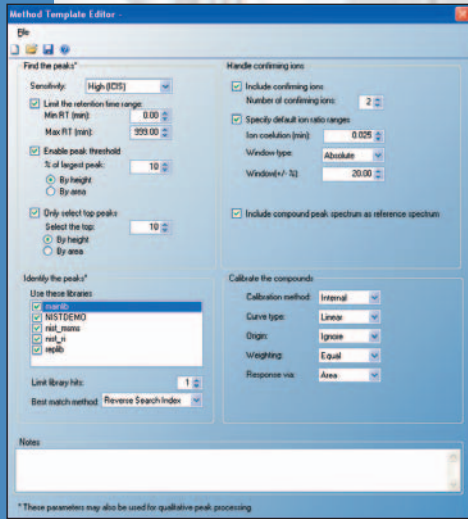 Method Template Editor -
File
Find the peaks*
Sensitivity: High (ICIS)
Limit the retention time range:
Min RT (min): 0.00
Max RT (min): 999.00
Enable peak threshold
% of largest peak: 10
By height
By area
Only select top peaks
Select the top: 10
By height
By area
Handle confirming ions
Include confirming ions
Number of confirming ions: 2
Specify default ion ratio ranges
Ion coelution (min): 0.025
Window type: Absolute
Window(+/- %): 20.00
Include compound peak spectrum as reference spectrum
Identify the peaks*
Use these libraries
mainlib
NISTDEMO
nist_msms
nist_ri
replib
Limit library hits: 1
Best match method: Reverse Search Index
Calibrate the compounds
Calibration method: Internal
Curve type: Linear
Origin: Ignore
Weighting: Equal
Response via: Area
Notes
* These parameters may also be used for qualitative peak processing